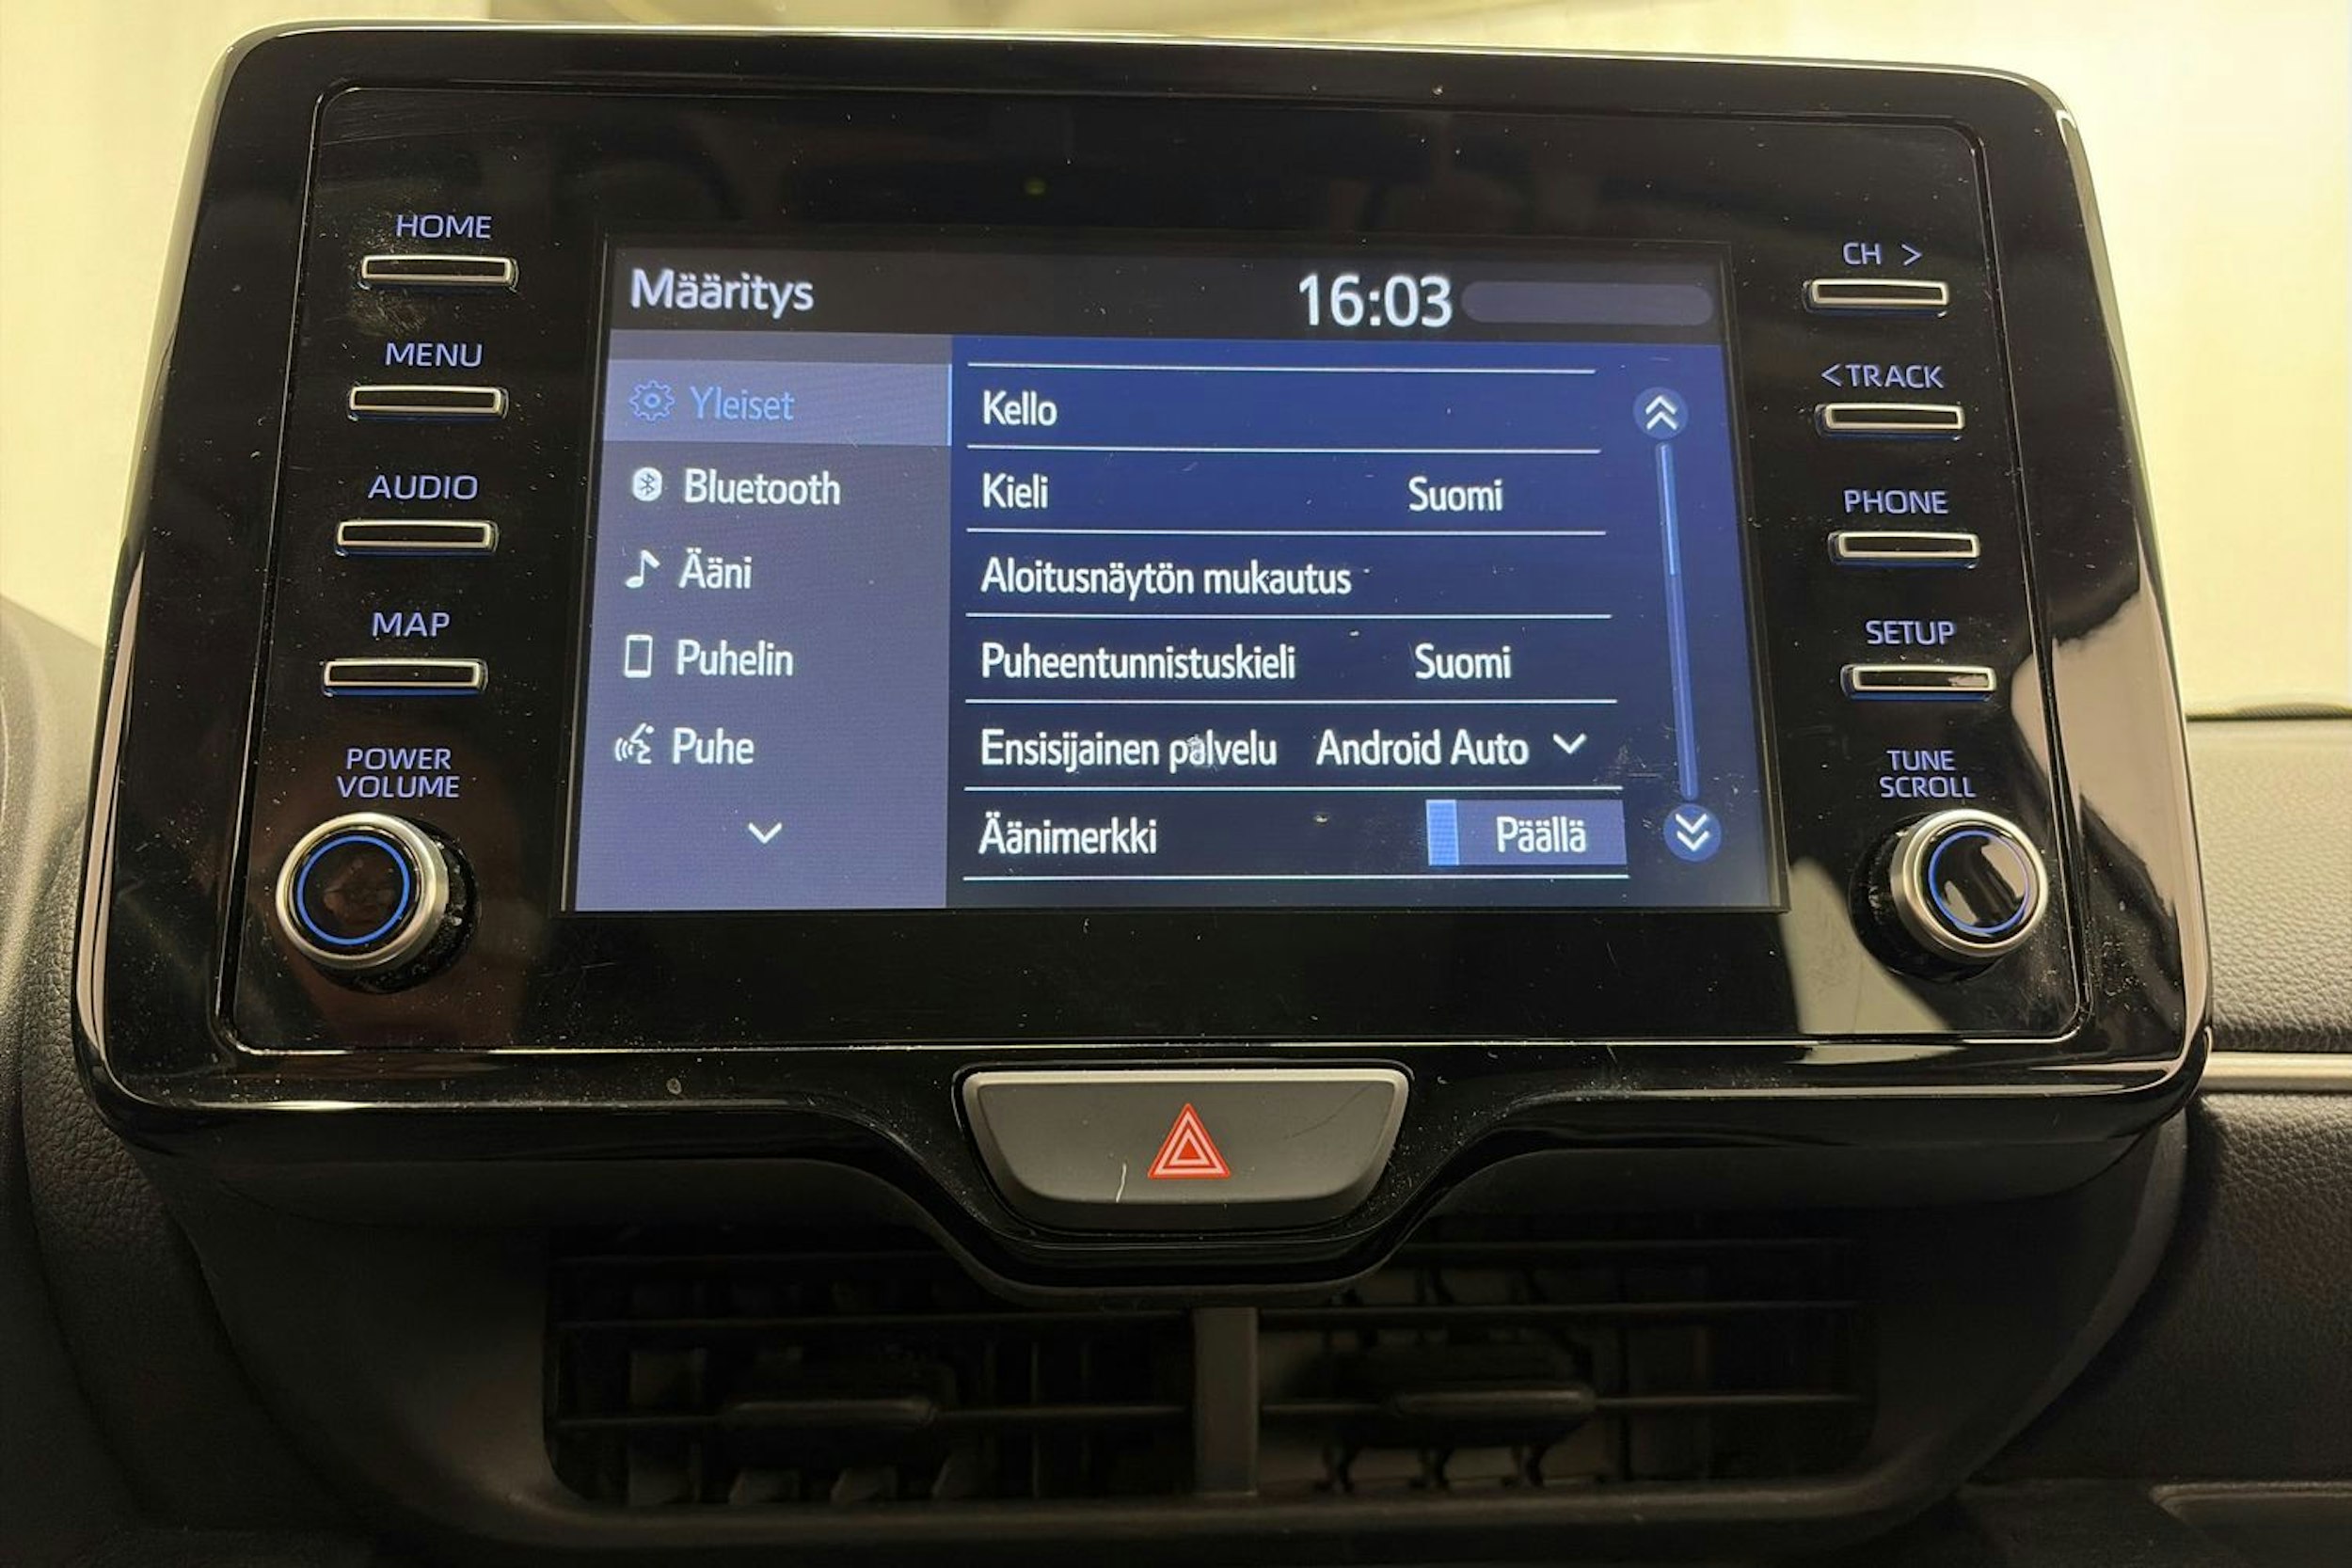 HOME
MENU
AUDIO
MAP
POWER
VOLUME
Määritys 16:03
Yleiset
Bluetooth
Ääni
Puhelin
Puhe
Kello
Kieli Suomi
Aloitusnäytön mukautus
Puheentunnistuskieli Suomi
Ensisijainen palvelu Android Auto
Äänimerkki Päällä
CH >
< TRACK
PHONE
SETUP
TUNE
SCROLL